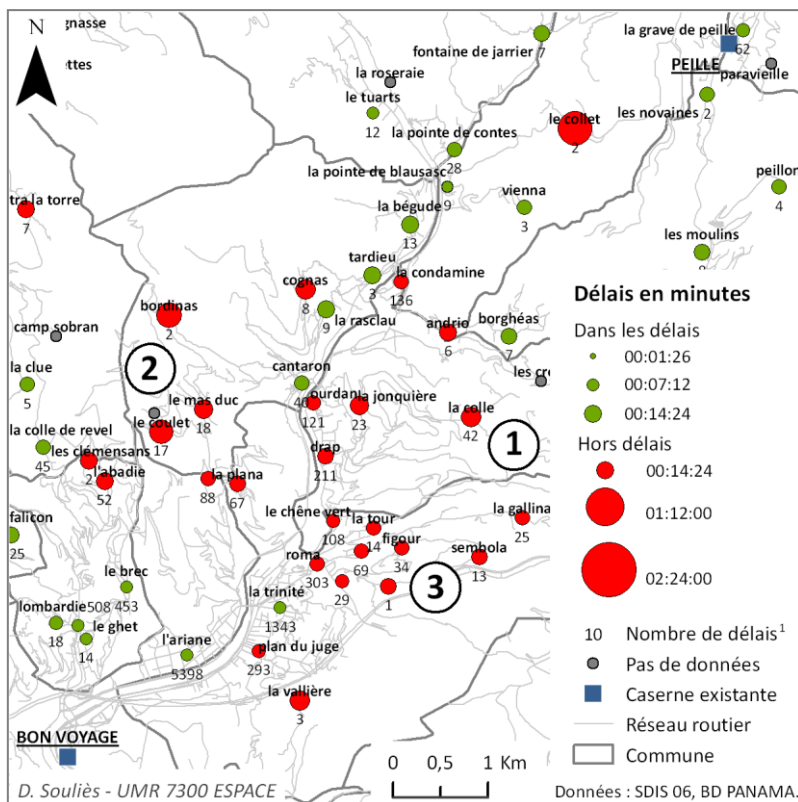 gnasse
N
ettes
fontaine de jarrier
7
la grave de peille
62
PEILLE
paravieille
la roseraie
le tuarts
12
le collet
2
les novaines
2
la pointe de contes
28
la pointe de blausasc
9
vienna
3
peillon
4
tra la torre
7
la bégude
13
les moulins
tardieu
3
la condamine
136
cognas
8
bordinas
2
la rasclau
9
andrio
6
borghéas
7
camp sobran
2
la clue
5
cantaron
40
les cre
ourdan
121
la jonquière
23
le mas duc
18
la colle
42
1
le coulet
17
la colle de revel
45
les clémensans
2
l'abadie
52
drap
211
la plana
88
67
falicon
25
le chêne vert
108
la tour
14
la gallina
25
figour
34
69
sembola
13
roma
303
29
1
3
le brec
453
la trinité
1343
lombardie
508
18
le ghet
14
l'ariane
5398
plan du juge
293
la vallière
3
BON VOYAGE
0 0,5 1 Km
D. Souliès - UMR 7300 ESPACE
Délais en minutes
Dans les délais
00:01:26
00:07:12
00:14:24
Hors délais
00:14:24
01:12:00
02:24:00
10 Nombre de délais¹
Pas de données
Caserne existante
Réseau routier
Commune
Données : SDIS 06, BD PANAMA.